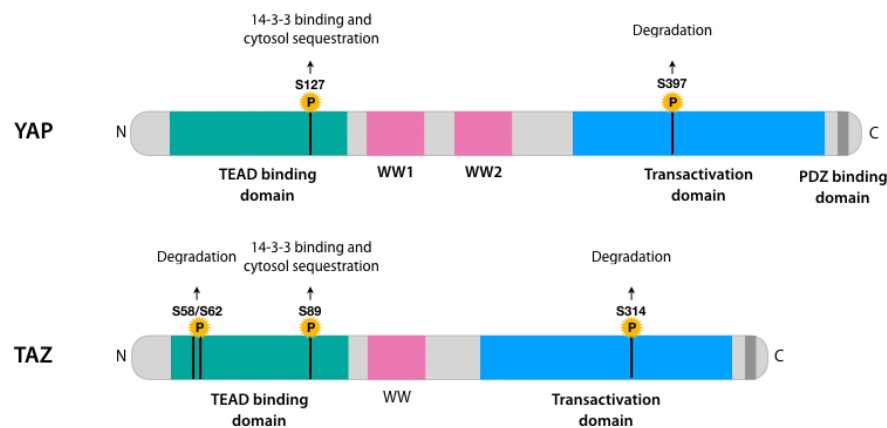 14-3-3 binding and
cytosol sequestration
Degradation
S127
S397
P
P
YAP
N
C
TEAD binding
domain
WW1
WW2
Transactivation
domain
PDZ binding
domain
Degradation
14-3-3 binding and
cytosol sequestration
Degradation
S58/S62
S89
S314
P
P
P
TAZ
N
C
TEAD binding
domain
WW
Transactivation
domain